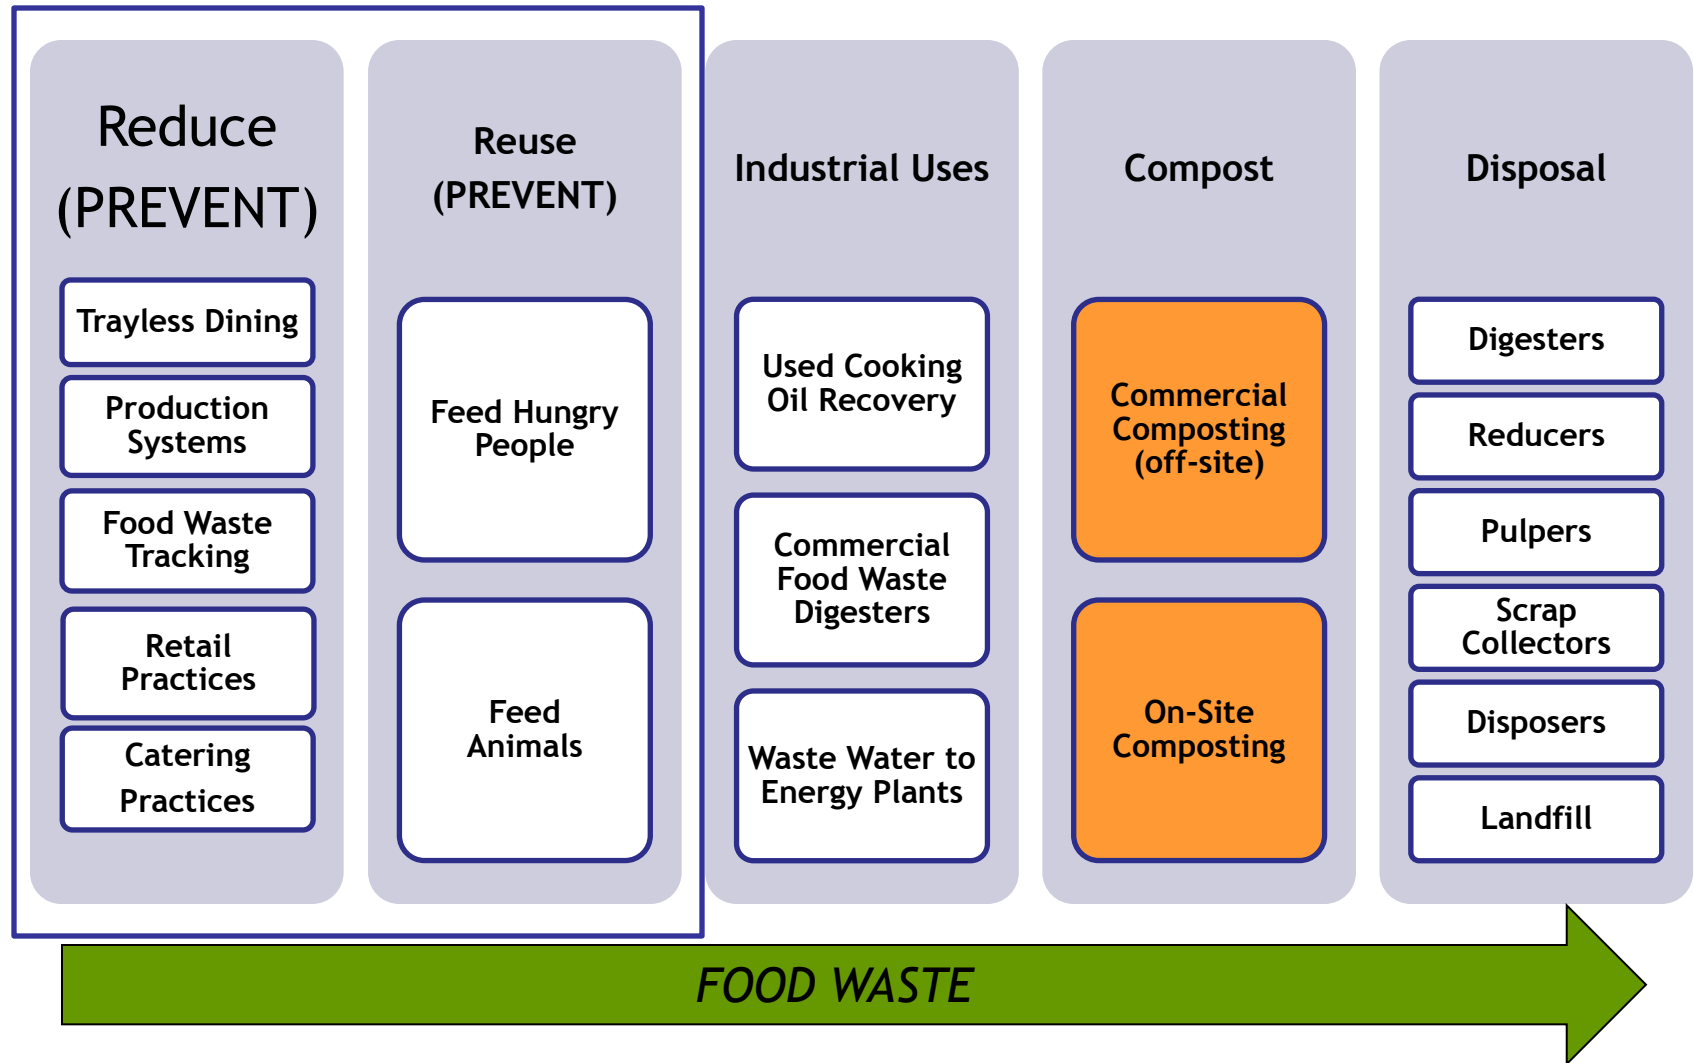 Reduce
(PREVENT)
Trayless Dining
Production
Systems
Food Waste
Tracking
Retail
Practices
Catering
Practices
Reuse
(PREVENT)
Feed Hungry
People
Feed
Animals
Industrial Uses
Used Cooking
Oil Recovery
Commercial
Food Waste
Digesters
Waste Water to
Energy Plants
Compost
Commercial
Composting
(off-site)
On-Site
Composting
Disposal
Digesters
Reducers
Pulpers
Scrap
Collectors
Disposers
Landfill
FOOD WASTE